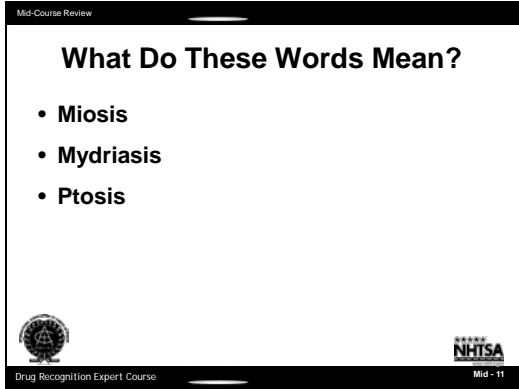 Mid-Course Review
What Do These Words Mean?
• Miosis
• Mydriasis
• Ptosis
NHTSA
Drug Recognition Expert Course
Mid - 11